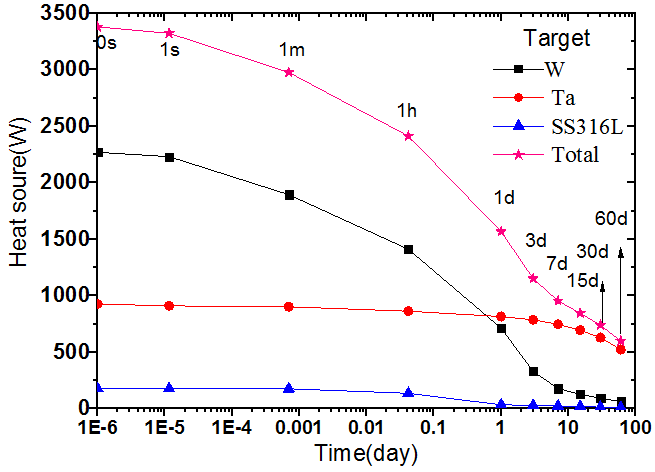 3500
3000
2500
2000
1500
1000
500
0
Heat soure(W)
0s
1s
1m
1h
1d
3d
7d
15d
30d
60d
Target
W
Ta
SS316L
Total
1E-6
1E-5
1E-4
0.001
0.01
0.1
1
10
100
Time(day)